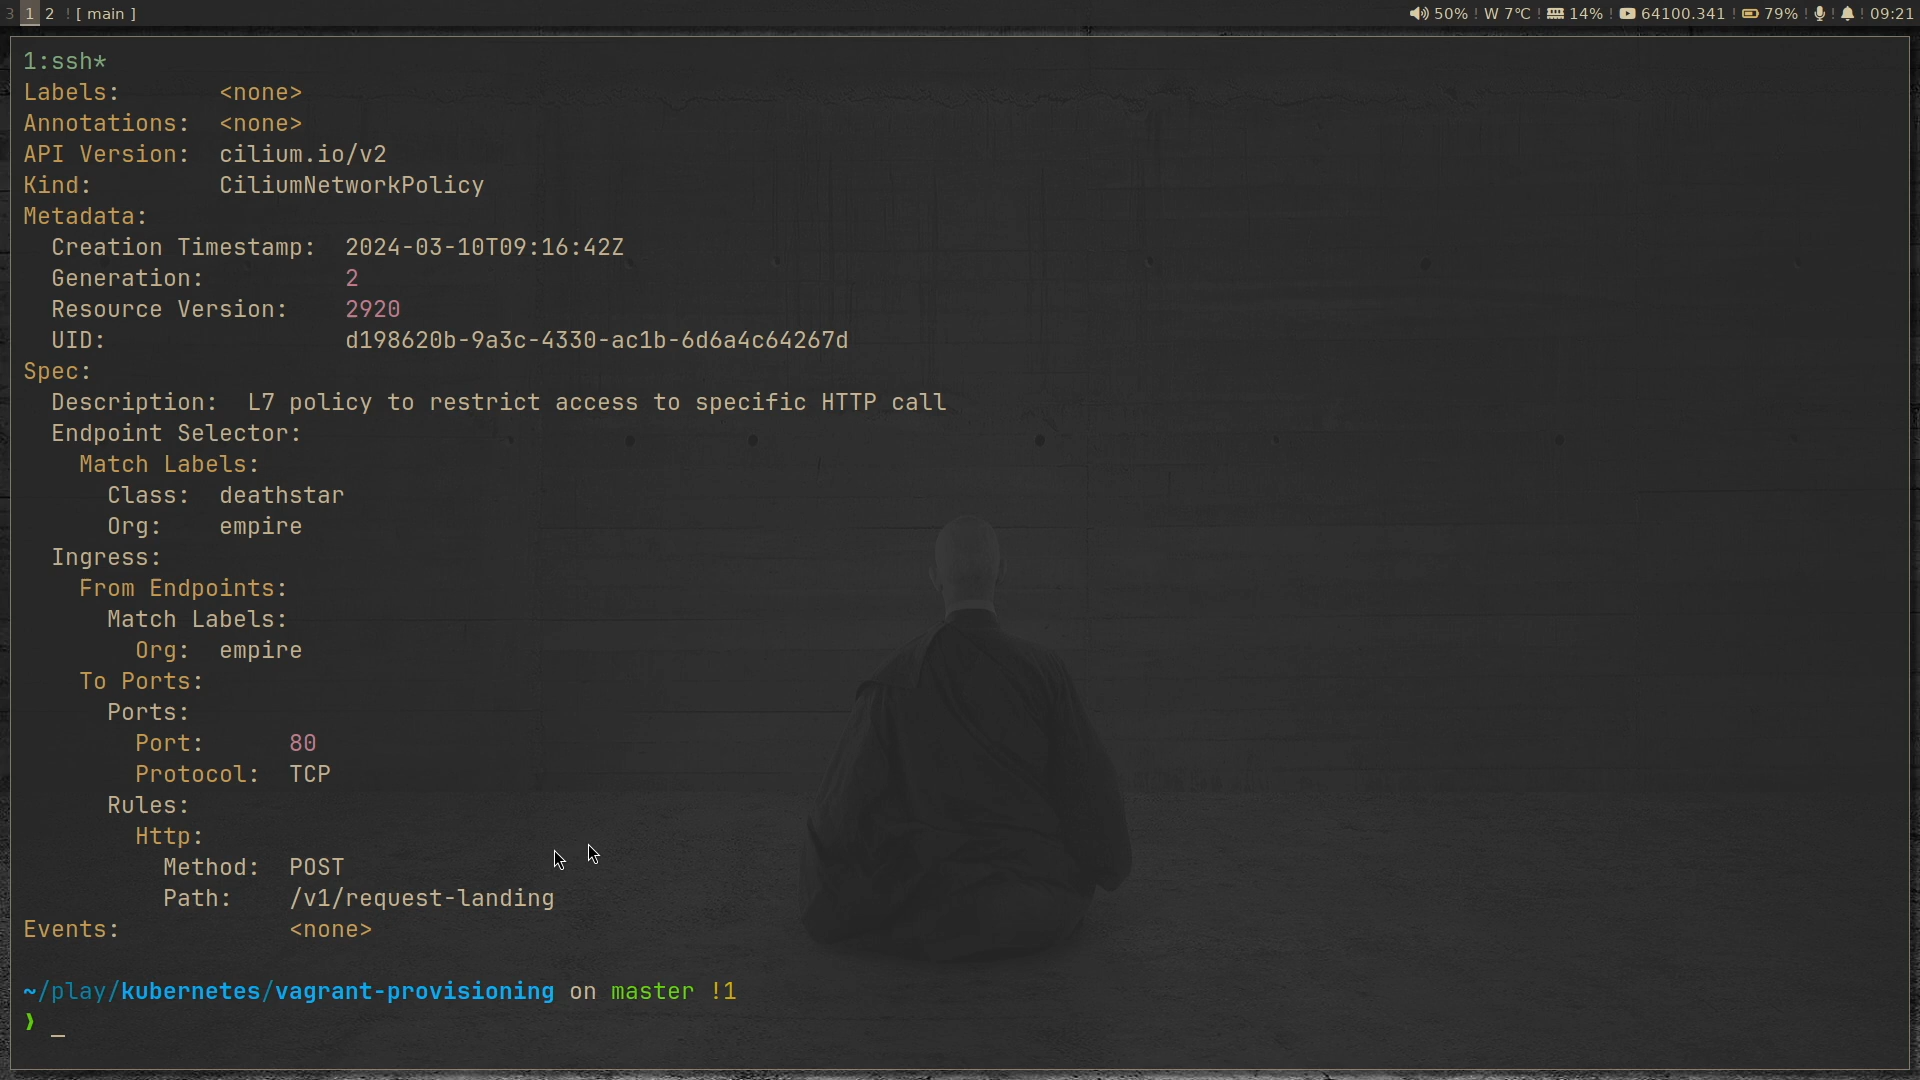 3 1 2 ! [ main ] 50% ! W 7℃ ! 14% ! 64100.341 ! 79% ! ! ! 09:21
1:ssh*
Labels: <none>
Annotations: <none>
API Version: cilium.io/v2
Kind: CiliumNetworkPolicy
Metadata:
Creation Timestamp: 2024-03-10T09:16:42Z
Generation: 2
Resource Version: 2920
UID: d198620b-9a3c-4330-ac1b-6d6a4c64267d
Spec:
Description: L7 policy to restrict access to specific HTTP call
Endpoint Selector:
Match Labels:
Class: deathstar
Org: empire
Ingress:
From Endpoints:
Match Labels:
Org: empire
To Ports:
Ports:
Port: 80
Protocol: TCP
Rules:
Http:
Method: POST
Path: /v1/request-landing
Events: <none>
~/play/kubernetes/vagrant-provisioning on master !1
❱ _